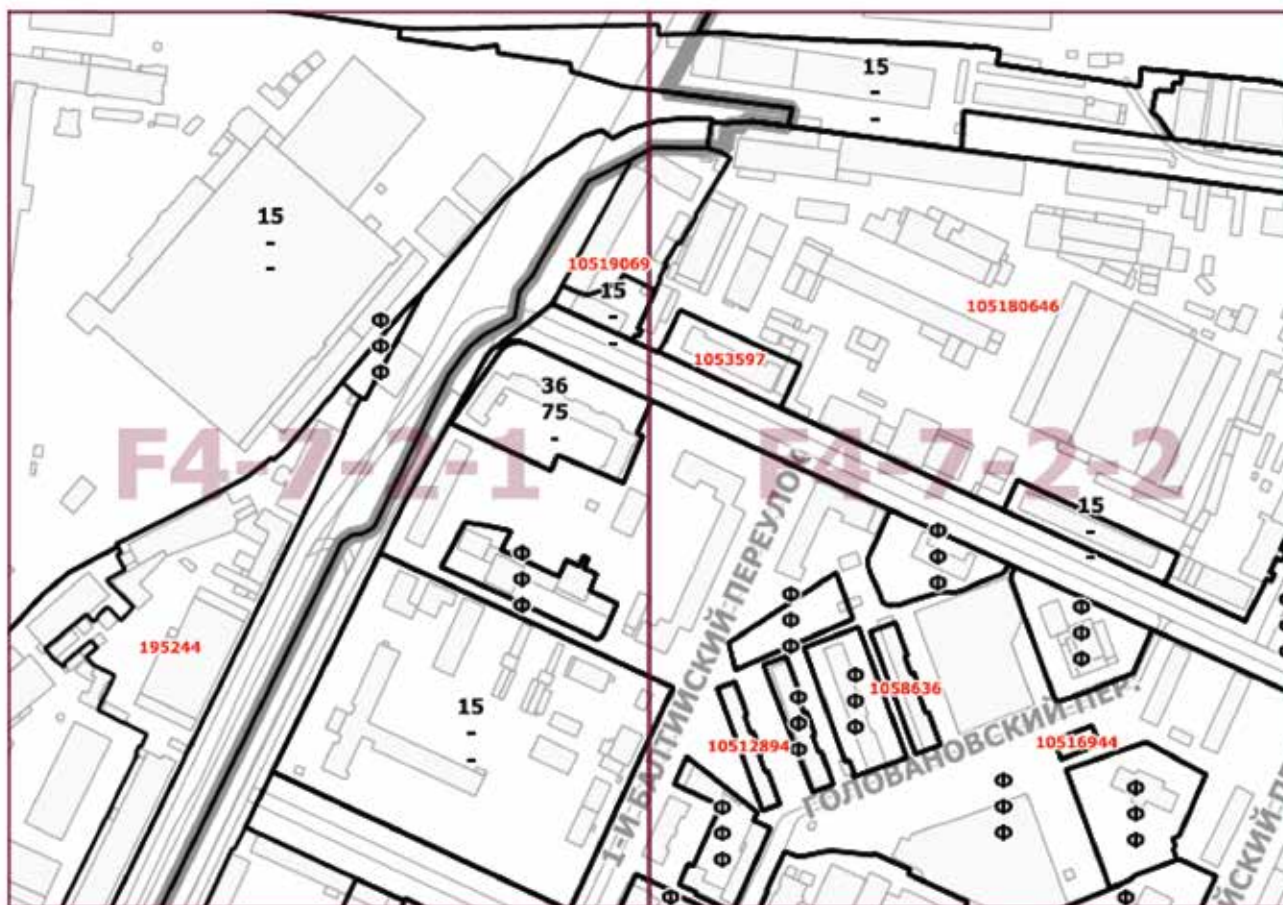 15
-
-
15
-
-
10519069
15
-
-
105180646
Ф
Ф
Ф
1053597
36
75
-
F4-7-2-1
F4-7-2-2
15
-
-
Ф
Ф
Ф
Ф
Ф
Ф
1-Й БАЛТИЙСКИЙ ПЕРЕУЛОК
Ф
Ф
Ф
Ф
Ф
Ф
195244
15
-
-
Ф
Ф
Ф
1058636
Ф
Ф
Ф
10512894
ГОЛОВАНОВСКИЙ ПЕР.
10516944
Ф
Ф
Ф
Ф
Ф
Ф
Ф
Ф
Ф
Ф
Ф